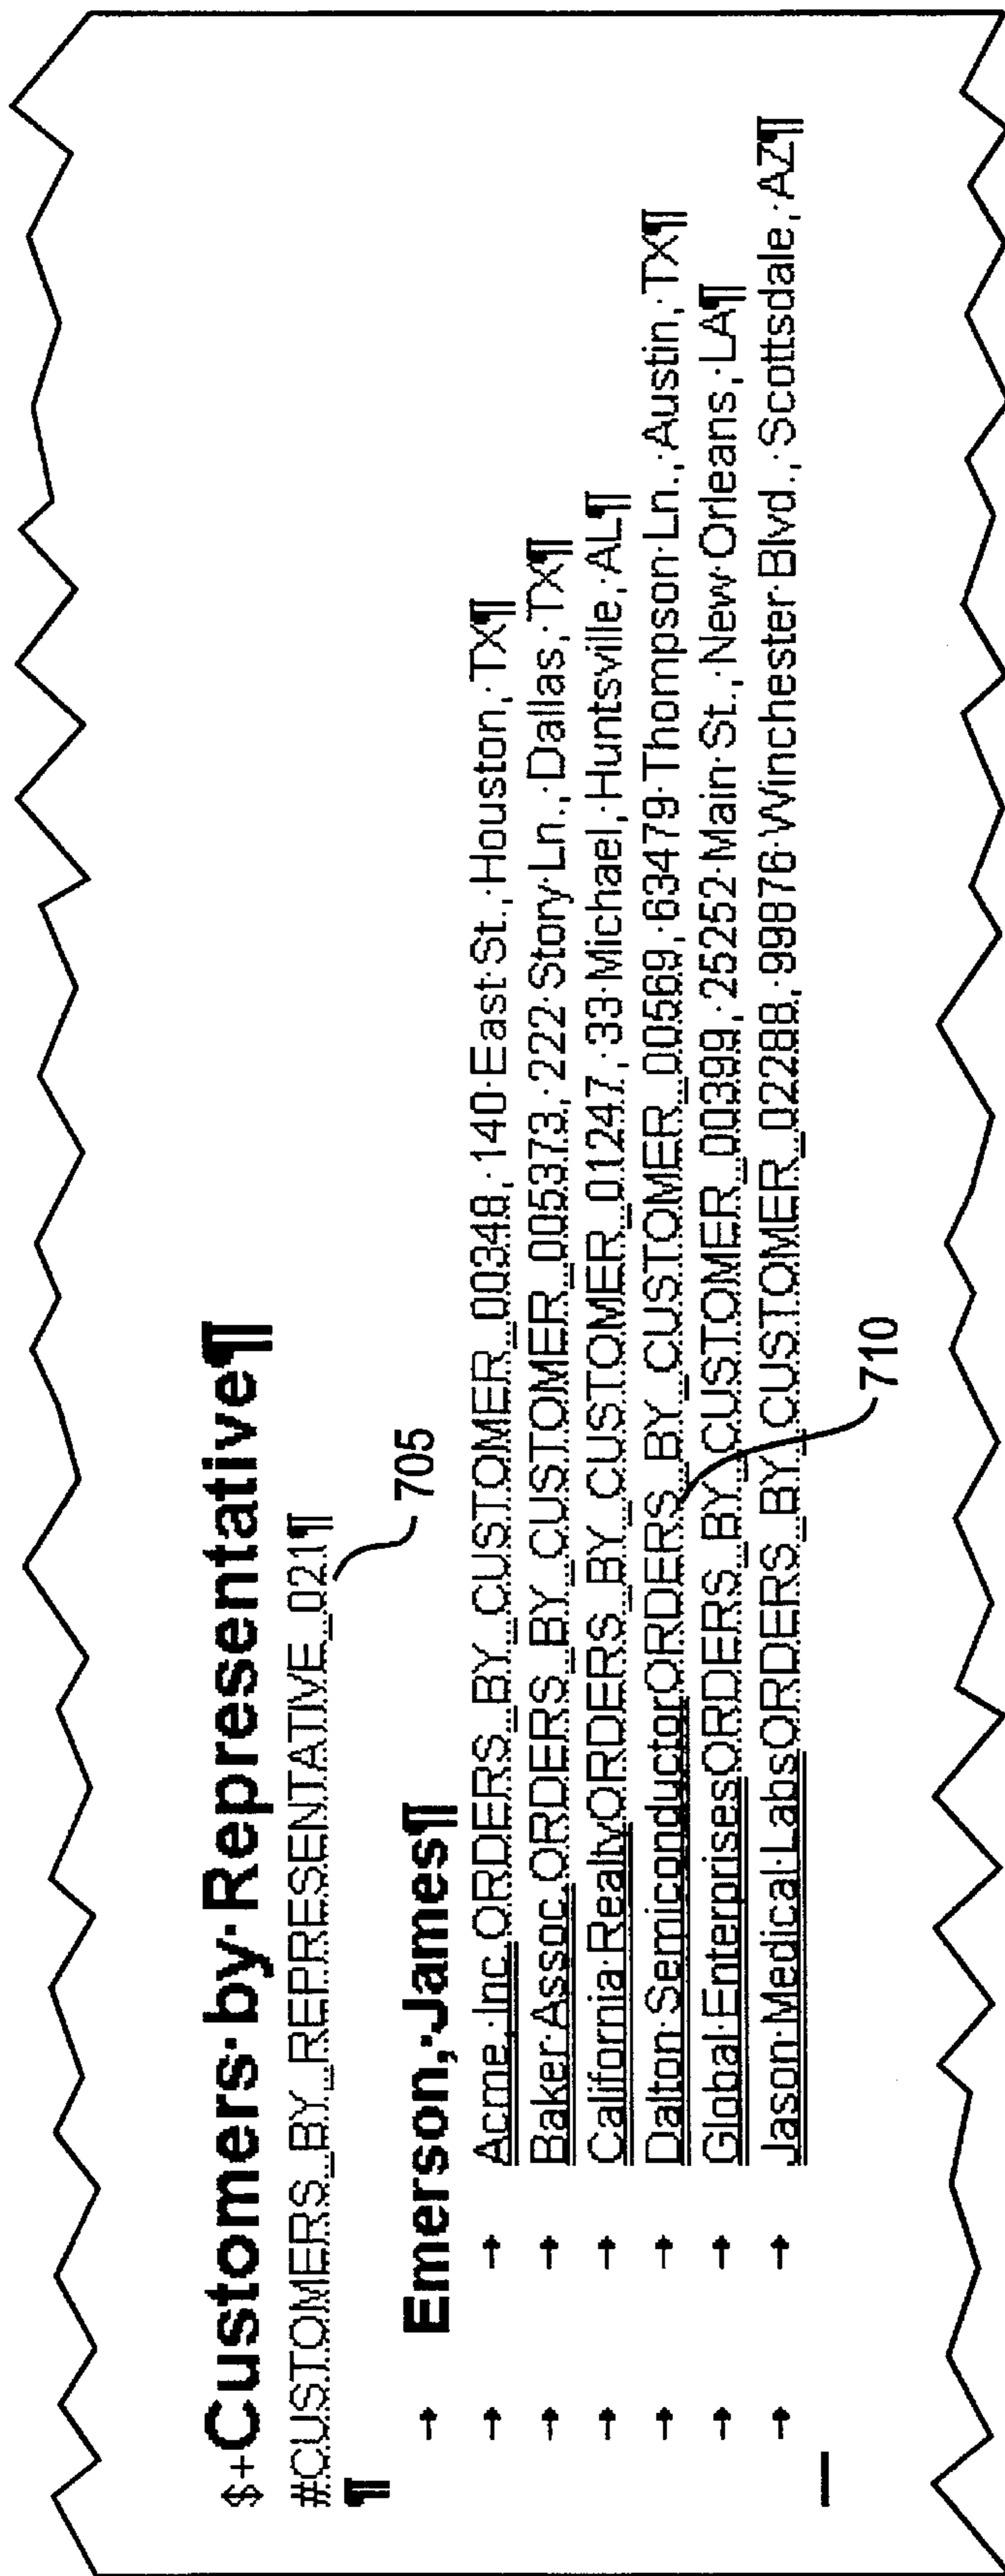 $+Customers·by·Representative¶
#CUSTOMERS_BY_REPRESENTATIVE_021¶
705
¶
→ Emerson,·James¶
→ → Acme,·Inc.ORDERS_BY_CUSTOMER_00348,·140·East·St.,·Houston,·TX¶
→ → Baker·Assoc.ORDERS_BY_CUSTOMER_005373,·222·Story·Ln.,·Dallas,·TX¶
→ → California·RealtyORDERS_BY_CUSTOMER_01247,·33·Michael,·Huntsville,·AL¶
→ → Dalton·SemiconductorORDERS_BY_CUSTOMER_00569,·63479·Thompson·Ln.,·Austin,·TX¶
→ → Global·EnterprisesORDERS_BY_CUSTOMER_00399,·25252·Main·St.,·New·Orleans,·LA¶
→ → Jason·Medical·LabsORDERS_BY_CUSTOMER_02288,·99876·Winchester·Blvd.,·Scottsdale,·AZ¶
710